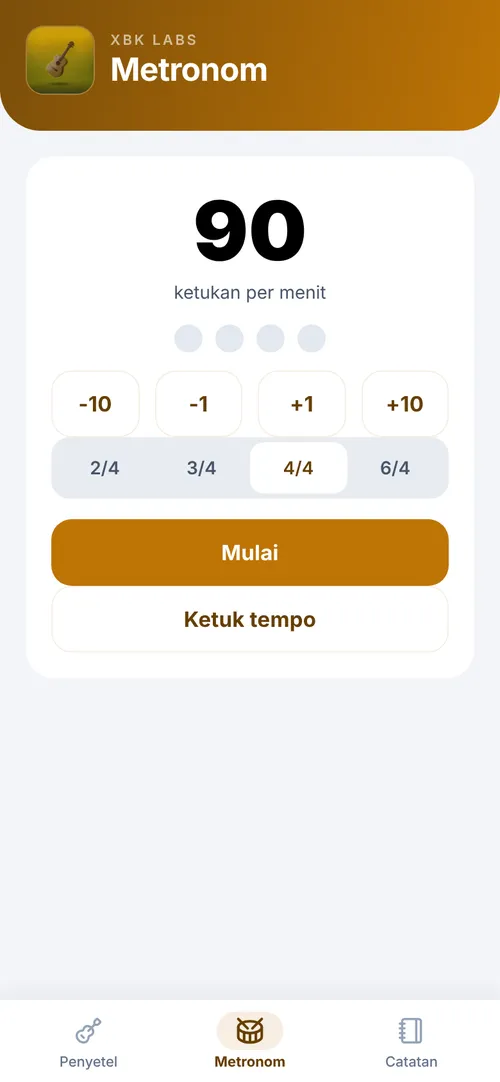 XBK LABS
Metronom
90
ketukan per menit
-10 -1 +1 +10
2/4 3/4 4/4 6/4
Mulai
Ketuk tempo
Penyetel Metronom Catatan